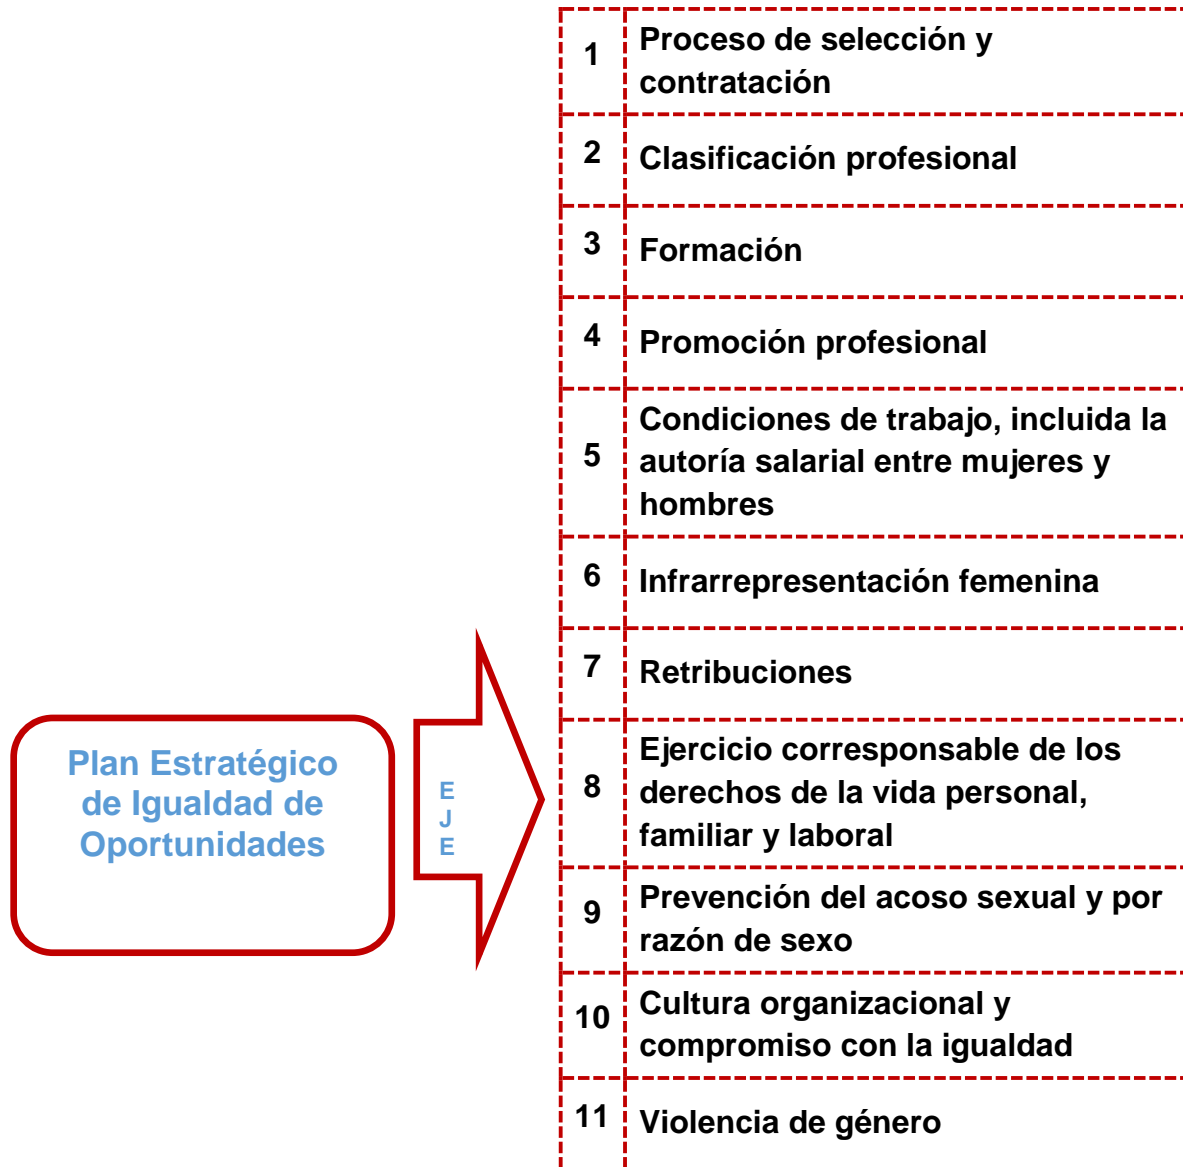 1 Proceso de selección y
contratación
2 Clasificación profesional
3 Formación
4 Promoción profesional
5 Condiciones de trabajo, incluida la
autoría salarial entre mujeres y
hombres
6 Infrarrepresentación femenina
7 Retribuciones
8 Ejercicio corresponsable de los
derechos de la vida personal,
familiar y laboral
9 Prevención del acoso sexual y por
razón de sexo
10 Cultura organizacional y
compromiso con la igualdad
11 Violencia de género
Plan Estratégico
de Igualdad de
Oportunidades
E
J
E